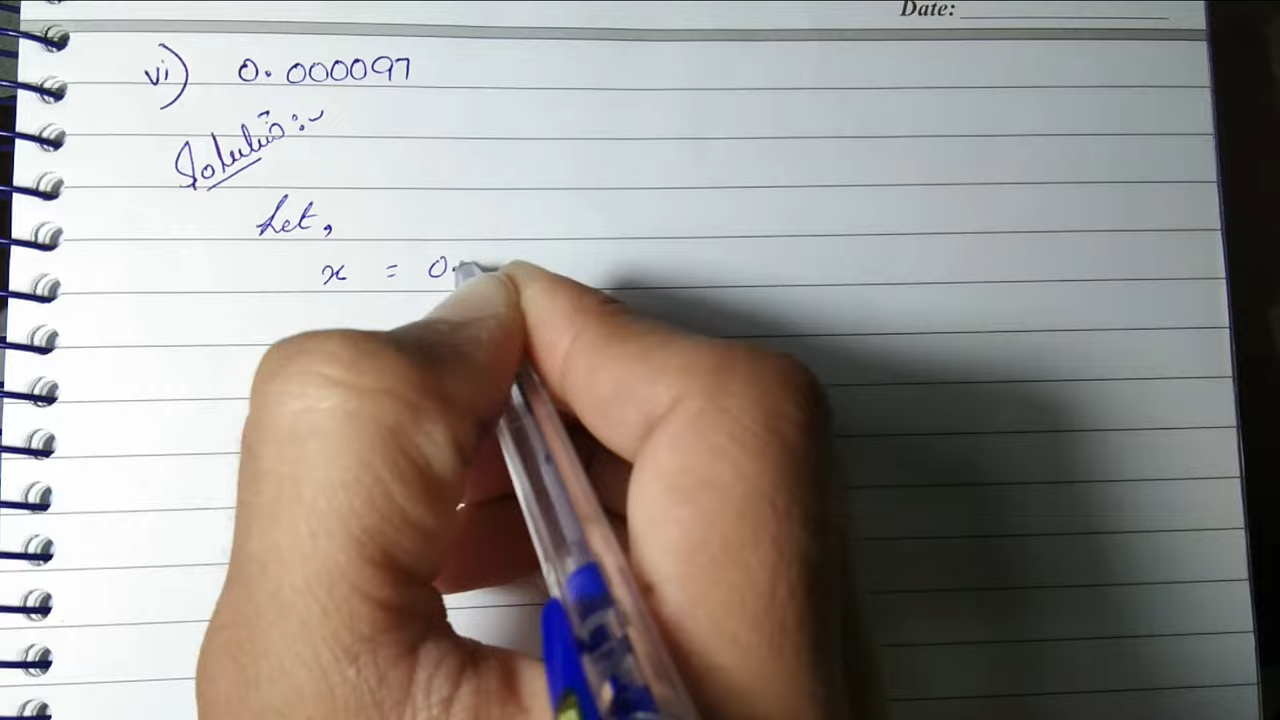 Date:
vi) 0.000097
Solution:-
Let,
x = 0.